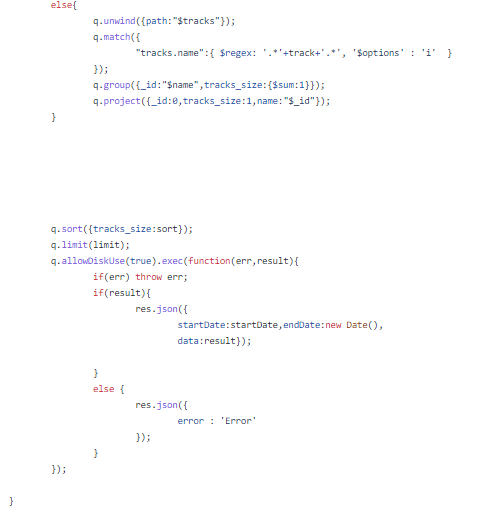 else{
q.unwind({path:"$tracks"});
q.match({
"tracks.name":{ $regex: '.*'+track+'.*', '$options' : 'i'  }
});
q.group({_id:"$name",tracks_size:{$sum:1}});
q.project({_id:0,tracks_size:1,name:"$_id"});
}
q.sort({tracks_size:sort});
q.limit(limit);
q.allowDiskUse(true).exec(function(err,result){
if(err) throw err;
if(result){
res.json({
startDate:startDate,endDate:new Date(),
data:result});
}
else {
res.json({
error : 'Error'
});
}
});
}